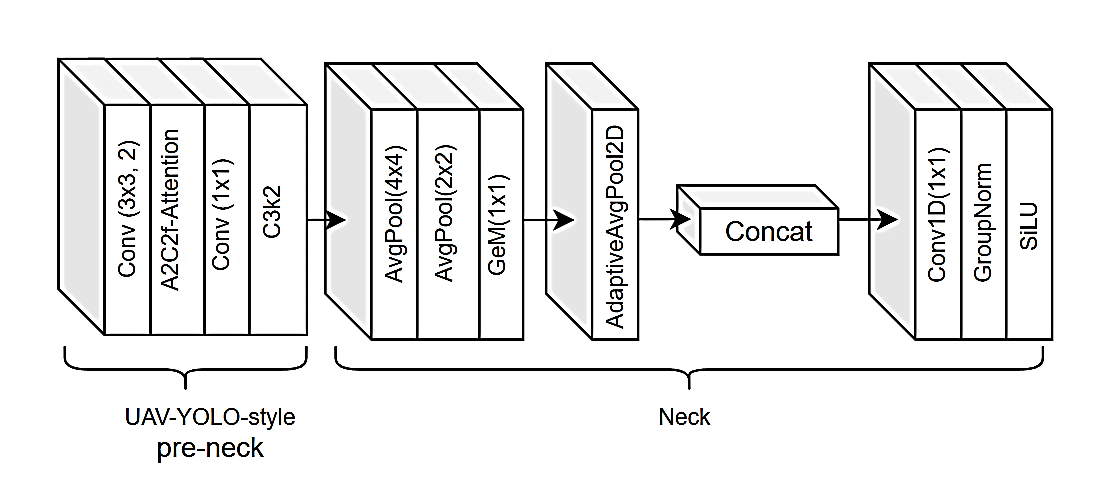 Conv (3x3, 2)
A2C2f-Attention
Conv (1x1)
C3k2
AvgPool(4x4)
AvgPool(2x2)
GeM(1x1)
AdaptiveAvgPool2D
Concat
Conv1D(1x1)
GroupNorm
SiLU
UAV-YOLO-style
pre-neck
Neck